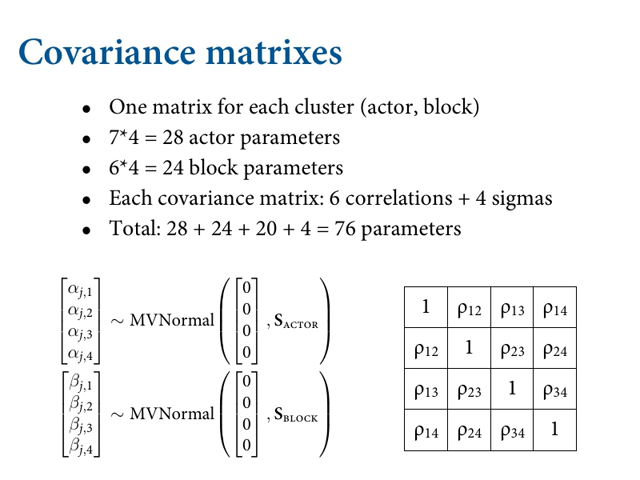 Covariance matrixes
• One matrix for each cluster (actor, block)
• 7*4 = 28 actor parameters
• 6*4 = 24 block parameters
• Each covariance matrix: 6 correlations + 4 sigmas
• Total: 28 + 24 + 20 + 4 = 76 parameters
α_{j,1}
α_{j,2}
α_{j,3}
α_{j,4}
~ MVNormal
0
0
0
0
, S_ACTOR
β_{j,1}
β_{j,2}
β_{j,3}
β_{j,4}
~ MVNormal
0
0
0
0
, S_BLOCK
1 ρ12 ρ13 ρ14
ρ12 1 ρ23 ρ24
ρ13 ρ23 1 ρ34
ρ14 ρ24 ρ34 1